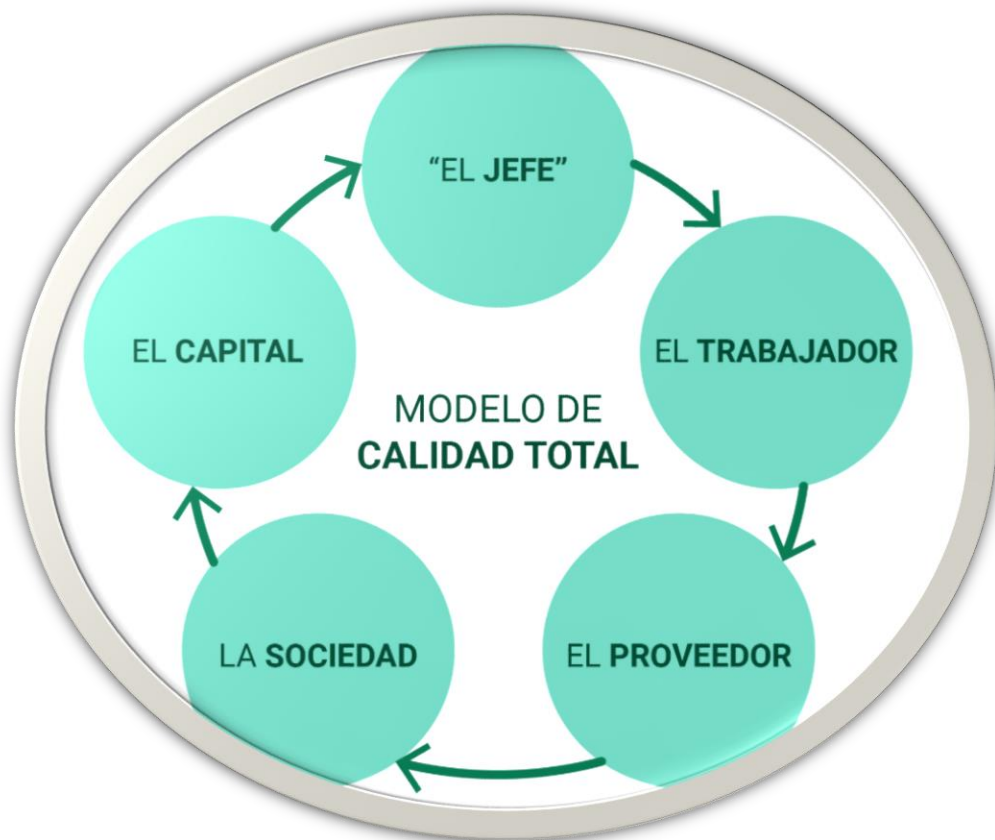 “EL JEFE”
EL TRABAJADOR
EL PROVEEDOR
LA SOCIEDAD
EL CAPITAL
MODELO DE
CALIDAD TOTAL